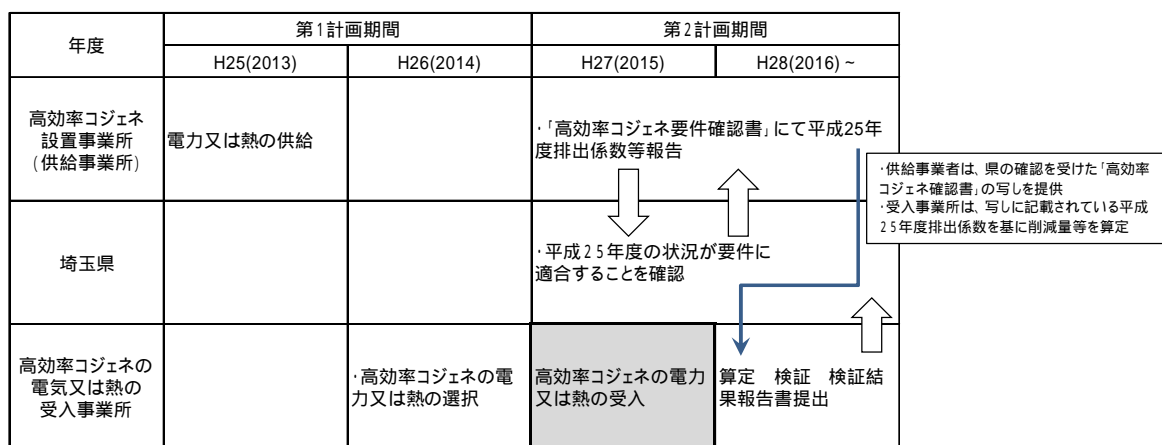 年度
第1計画期間
第2計画期間
H25(2013)
H26(2014)
H27(2015)
H28(2016) ~
高効率コジェネ
設置事業所
(供給事業所)
電力又は熱の供給
·「高効率コジェネ要件確認書」にて平成25年
度排出係数等報告
·供給事業者は、県の確認を受けた「高効率
コジェネ確認書」の写しを提供
·受入事業所は、写しに記載されている平成
25年度排出係数を基に削減量等を算定
埼玉県
·平成25年度の状況が要件に
適合することを確認
高効率コジェネの
電気又は熱の
受入事業所
·高効率コジェネの電
力又は熱の選択
高効率コジェネの電力
又は熱の受入
算定 検証 検証結
果報告書提出